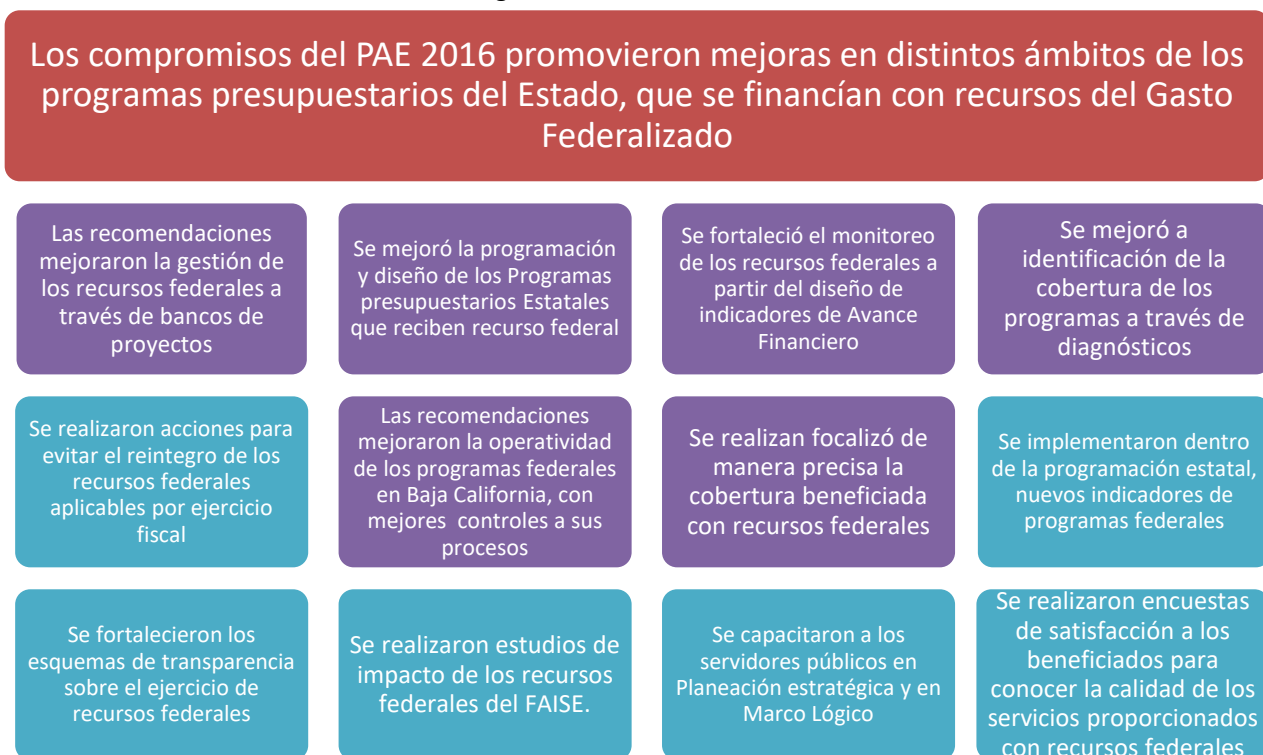 Los compromisos del PAE 2016 promovieron mejoras en distintos ámbitos de los
programas presupuestarios del Estado, que se financían con recursos del Gasto
Federalizado
Las recomendaciones
mejoraron la gestión de
los recursos federales a
través de bancos de
proyectos
Se mejoró la programación
y diseño de los Programas
presupuestarios Estatales
que reciben recurso federal
Se fortaleció el monitoreo
de los recursos federales a
partir del diseño de
indicadores de Avance
Financiero
Se mejoró a
identificación de la
cobertura de los
programas a través de
diagnósticos
Se realizaron acciones para
evitar el reintegro de los
recursos federales
aplicables por ejercicio
fiscal
Las recomendaciones
mejoraron la operatividad
de los programas federales
en Baja California, con
mejores controles a sus
procesos
Se realizan focalizó de
manera precisa la
cobertura beneficiada
con recursos federales
Se implementaron dentro
de la programación estatal,
nuevos indicadores de
programas federales
Se fortalecieron los
esquemas de transparencia
sobre el ejercicio de
recursos federales
Se realizaron estudios de
impacto de los recursos
federales del FAISE.
Se capacitaron a los
servidores públicos en
Planeación estratégica y en
Marco Lógico
Se realizaron encuestas
de satisfacción a los
beneficiados para
conocer la calidad de los
servicios proporcionados
con recursos federales